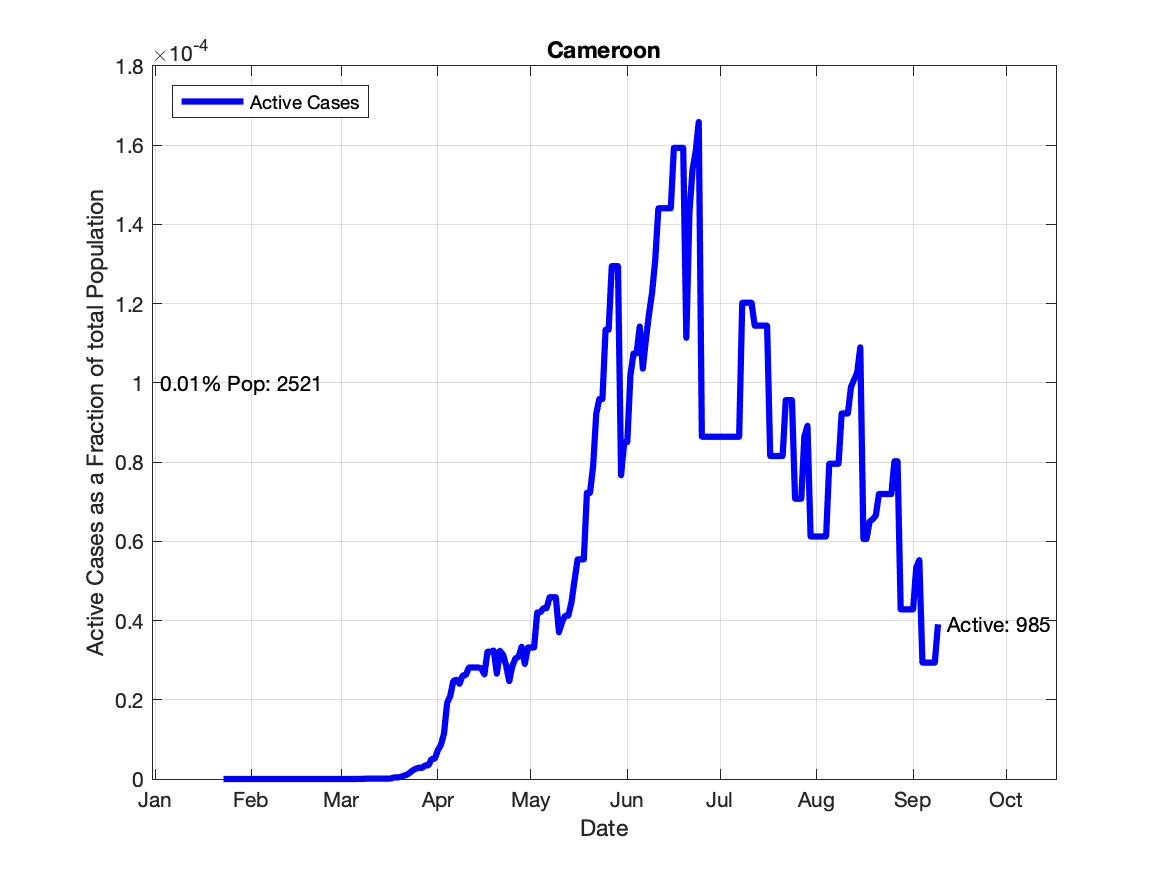 Cameroon
×10-4
Active Cases
1.8
1.6
1.4
1.2
1
0.8
0.6
0.4
0.2
0
0.01% Pop: 2521
Active: 985
Active Cases as a Fraction of total Population
Jan Feb Mar Apr May Jun Jul Aug Sep Oct
Date